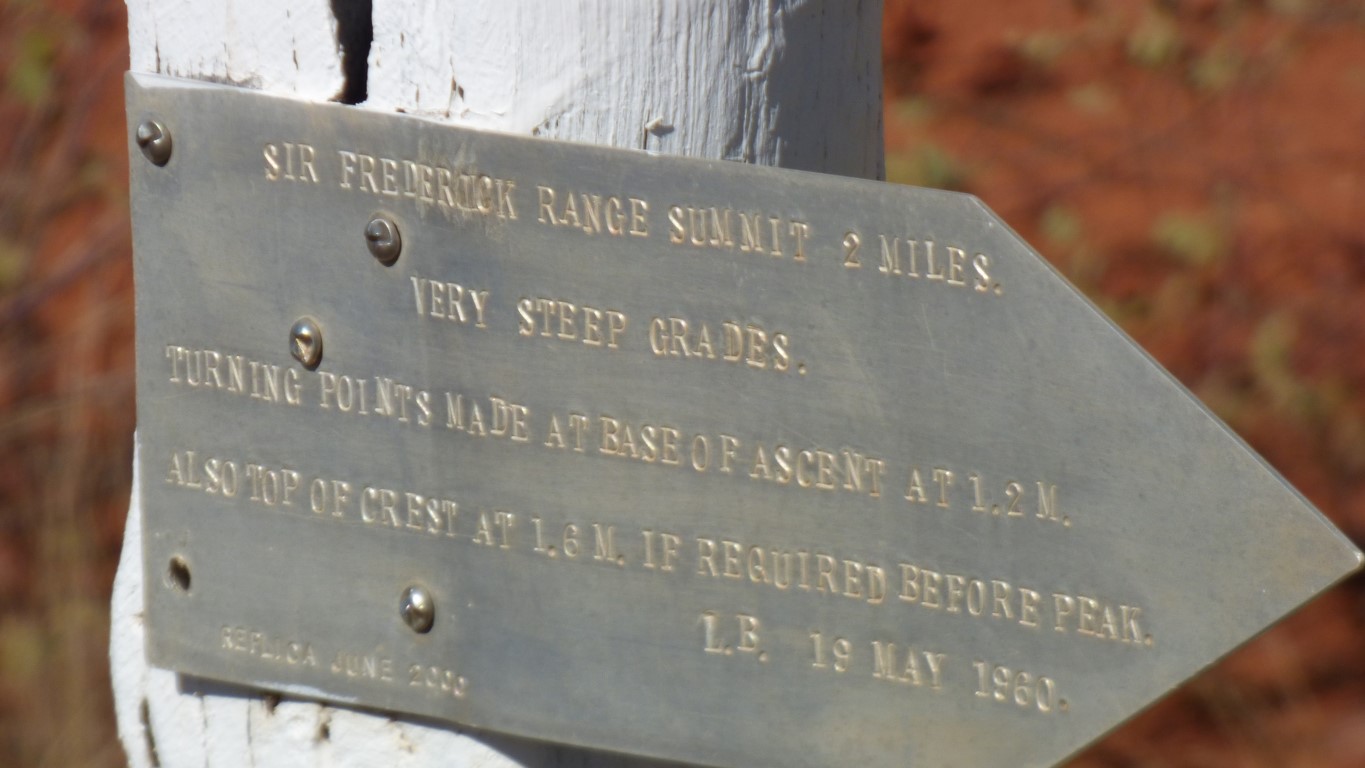 SIR FREDERICK RANGE SUMMIT 2 MILES.
VERY STEEP GRADES.
TURNING POINTS MADE AT BASE OF ASCENT AT 1.2 M.
ALSO TOP OF CREST AT 1.6 M. IF REQUIRED BEFORE PEAK.
L.B. 19 MAY 1960.
REPLICA JUNE 2000